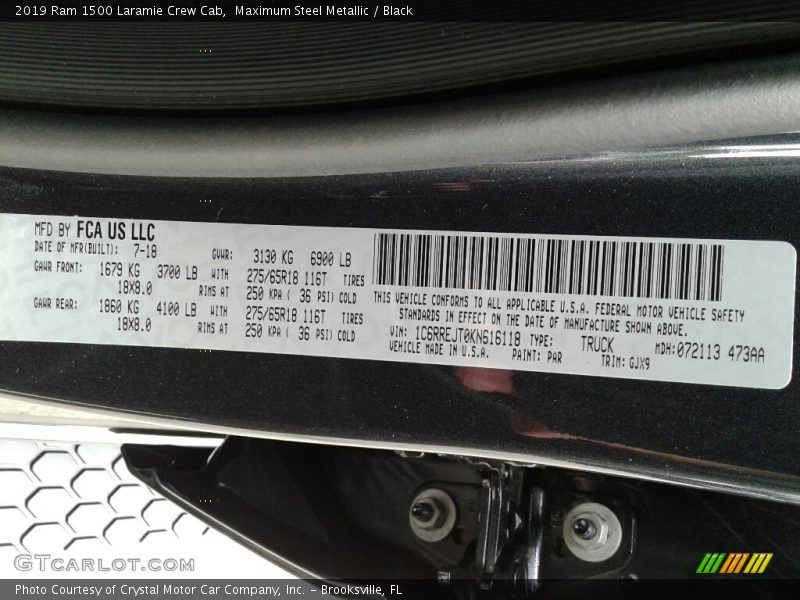 2019 Ram 1500 Laramie Crew Cab,  Maximum Steel Metallic / Black
MFD BY FCA US LLC
DATE OF MFR(BUILT): 7-18
GVWR: 3130 KG 6900 LB
GAWR FRONT: 1679 KG 3700 LB WITH 275/65R18 116T TIRES
18X8.0 RIMS AT 250 KPA ( 36 PSI) COLD
GAWR REAR: 1860 KG 4100 LB WITH 275/65R18 116T TIRES
18X8.0 RIMS AT 250 KPA ( 36 PSI) COLD
THIS VEHICLE CONFORMS TO ALL APPLICABLE U.S.A. FEDERAL MOTOR VEHICLE SAFETY
STANDARDS IN EFFECT ON THE DATE OF MANUFACTURE SHOWN ABOVE.
VIN: 1C6RREJT0KN616118 TYPE: TRUCK MDH:072113 473AA
VEHICLE MADE IN U.S.A. PAINT: PAR TRIM: GJX9
GTCARLOT.COM
Photo Courtesy of Crystal Motor Car Company, Inc. – Brooksville, FL